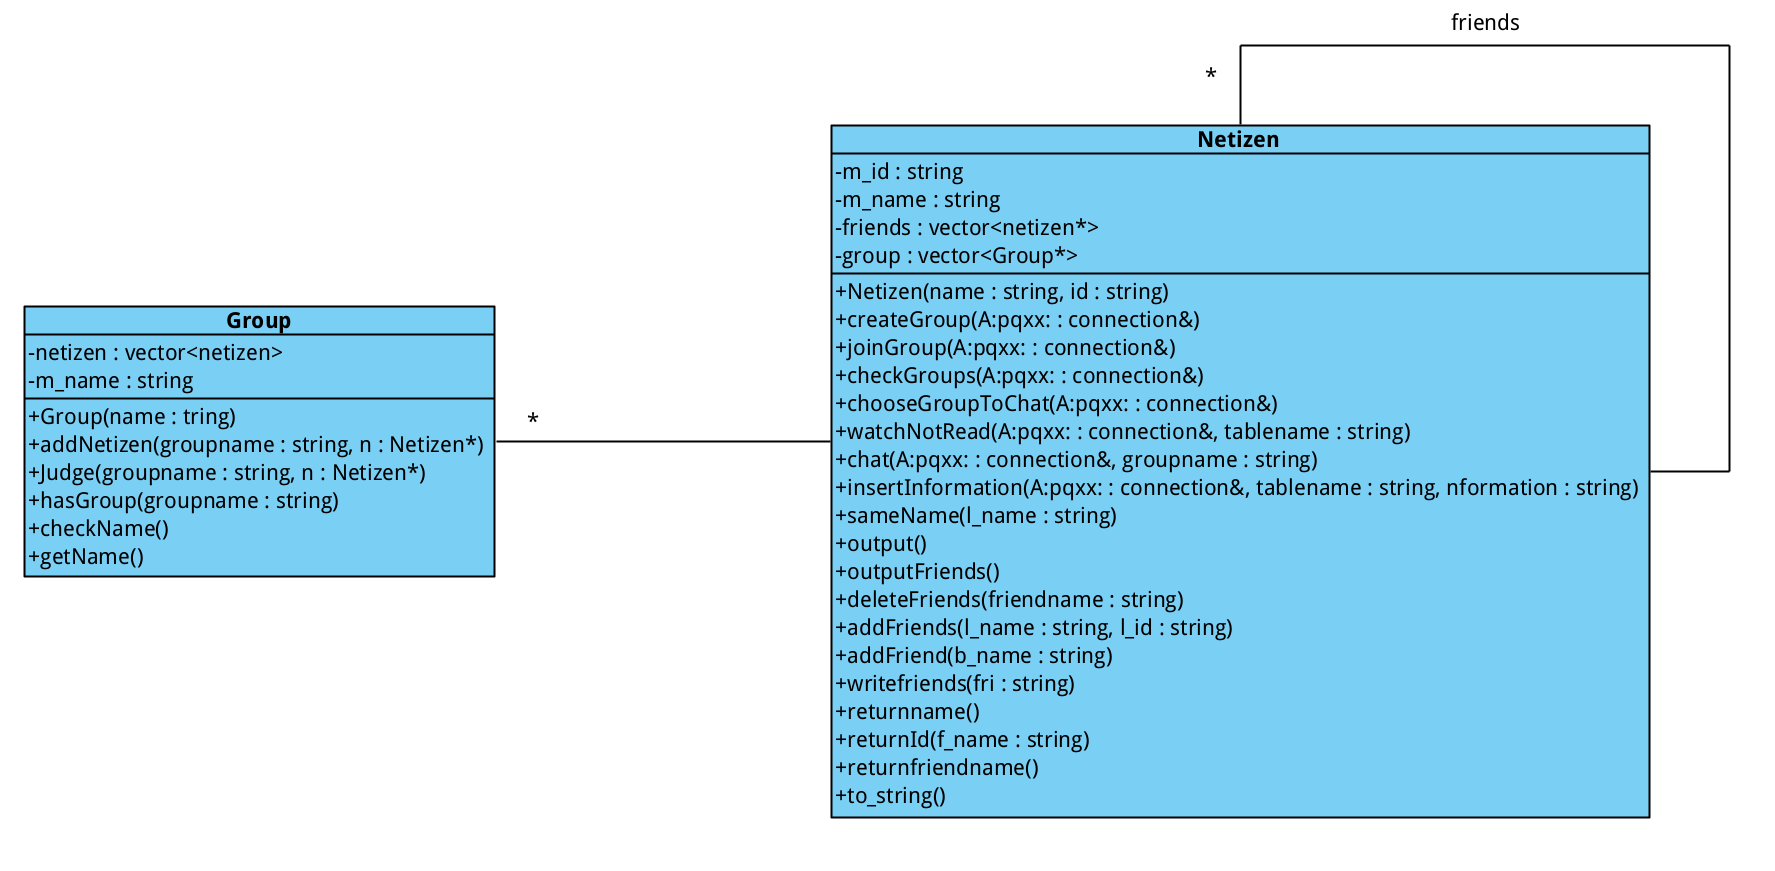 friends
*
Netizen
-m_id : string
-m_name : string
-friends : vector<netizen*>
-group : vector<Group*>
+Netizen(name : string, id : string)
+createGroup(A:pqxx: : connection&)
+joinGroup(A:pqxx: : connection&)
+checkGroups(A:pqxx: : connection&)
+chooseGroupToChat(A:pqxx: : connection&)
+watchNotRead(A:pqxx: : connection&, tablename : string)
+chat(A:pqxx: : connection&, groupname : string)
+insertInformation(A:pqxx: : connection&, tablename : string, nformation : string)
+sameName(l_name : string)
+output()
+outputFriends()
+deleteFriends(friendname : string)
+addFriends(l_name : string, l_id : string)
+addFriend(b_name : string)
+writefriends(fri : string)
+returnname()
+returnId(f_name : string)
+returnfriendname()
+to_string()
Group
-netizen : vector<netizen>
-m_name : string
+Group(name : tring)
+addNetizen(groupname : string, n : Netizen*)
+Judge(groupname : string, n : Netizen*)
+hasGroup(groupname : string)
+checkName()
+getName()
*